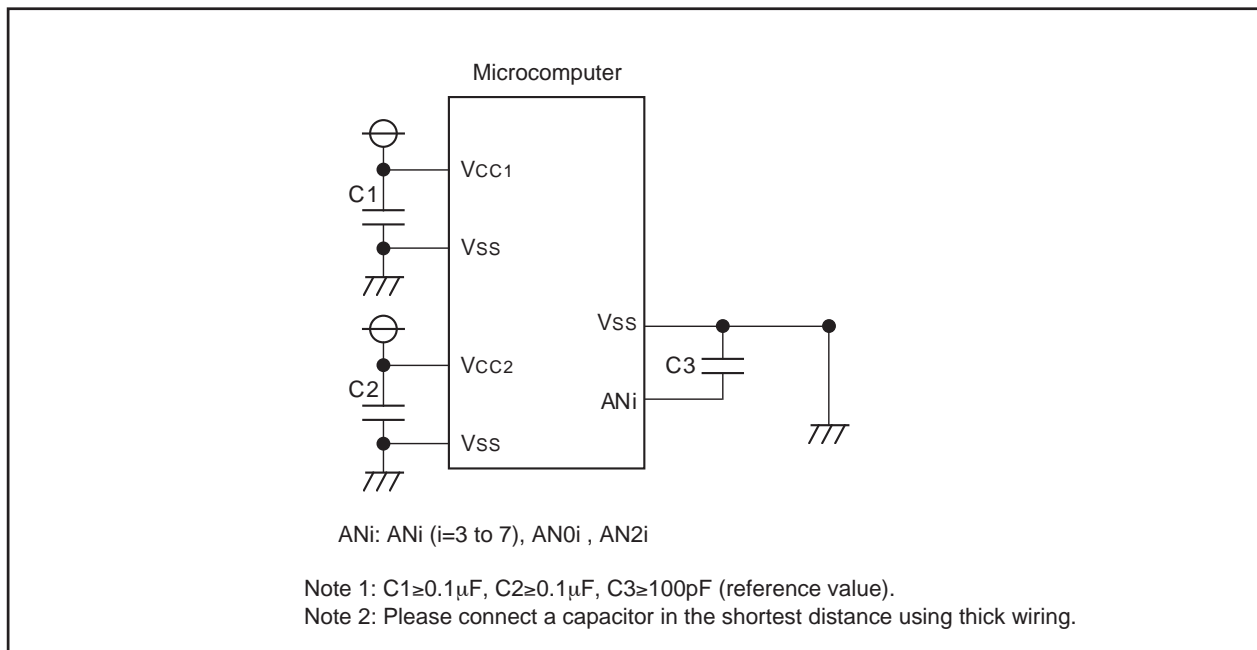 Microcomputer
VCC1
C1
VSS
VCC2
C2
VSS
VSS
C3
ANi
ANi: ANi (i=3 to 7), AN0i , AN2i
Note 1: C1≥0.1μF, C2≥0.1μF, C3≥100pF (reference value).
Note 2: Please connect a capacitor in the shortest distance using thick wiring.